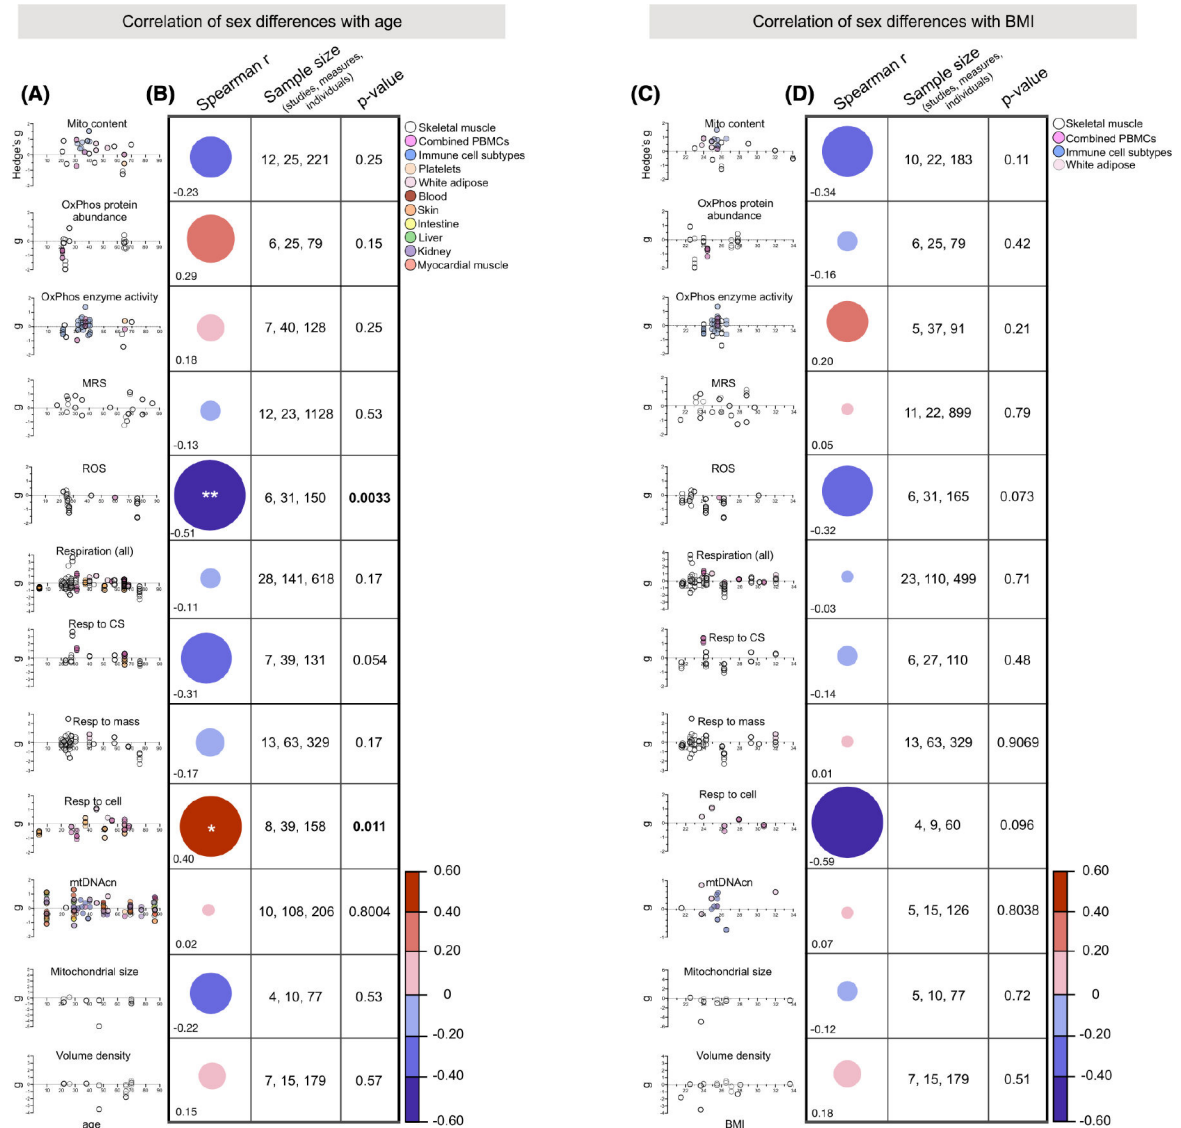 Correlation of sex differences with age
Correlation of sex differences with BMI
(A)
(B)
Spearman r
Sample size
(studies, measures,
individuals)
p-value
Mito content
Hedge's g
-0.23
12, 25, 221
0.25
OxPhos protein
abundance
g
0.29
6, 25, 79
0.15
OxPhos enzyme activity
g
0.18
7, 40, 128
0.25
MRS
g
-0.13
12, 23, 1128
0.53
ROS
g
**
-0.51
6, 31, 150
0.0033
Respiration (all)
g
-0.11
28, 141, 618
0.17
Resp to CS
g
-0.31
7, 39, 131
0.054
Resp to mass
g
-0.17
13, 63, 329
0.17
Resp to cell
g
*
0.40
8, 39, 158
0.011
mtDNAcn
g
0.02
10, 108, 206
0.8004
Mitochondrial size
g
-0.22
4, 10, 77
0.53
Volume density
g
0.15
7, 15, 179
0.57
age
Skeletal muscle
Combined PBMCs
Immune cell subtypes
Platelets
White adipose
Blood
Skin
Intestine
Liver
Kidney
Myocardial muscle
0.60
0.40
0.20
0
-0.20
-0.40
-0.60
(C)
(D)
Spearman r
Sample size
(studies, measures,
individuals)
p-value
Mito content
Hedge's g
-0.34
10, 22, 183
0.11
OxPhos protein
abundance
g
-0.16
6, 25, 79
0.42
OxPhos enzyme activity
g
0.20
5, 37, 91
0.21
MRS
g
0.05
11, 22, 899
0.79
ROS
g
-0.32
6, 31, 165
0.073
Respiration (all)
g
-0.03
23, 110, 499
0.71
Resp to CS
g
-0.14
6, 27, 110
0.48
Resp to mass
g
0.01
13, 63, 329
0.9069
Resp to cell
g
-0.59
4, 9, 60
0.096
mtDNAcn
g
0.07
5, 15, 126
0.8038
Mitochondrial size
g
-0.12
5, 10, 77
0.72
Volume density
g
0.18
7, 15, 179
0.51
BMI
Skeletal muscle
Combined PBMCs
Immune cell subtypes
White adipose
0.60
0.40
0.20
0
-0.20
-0.40
-0.60